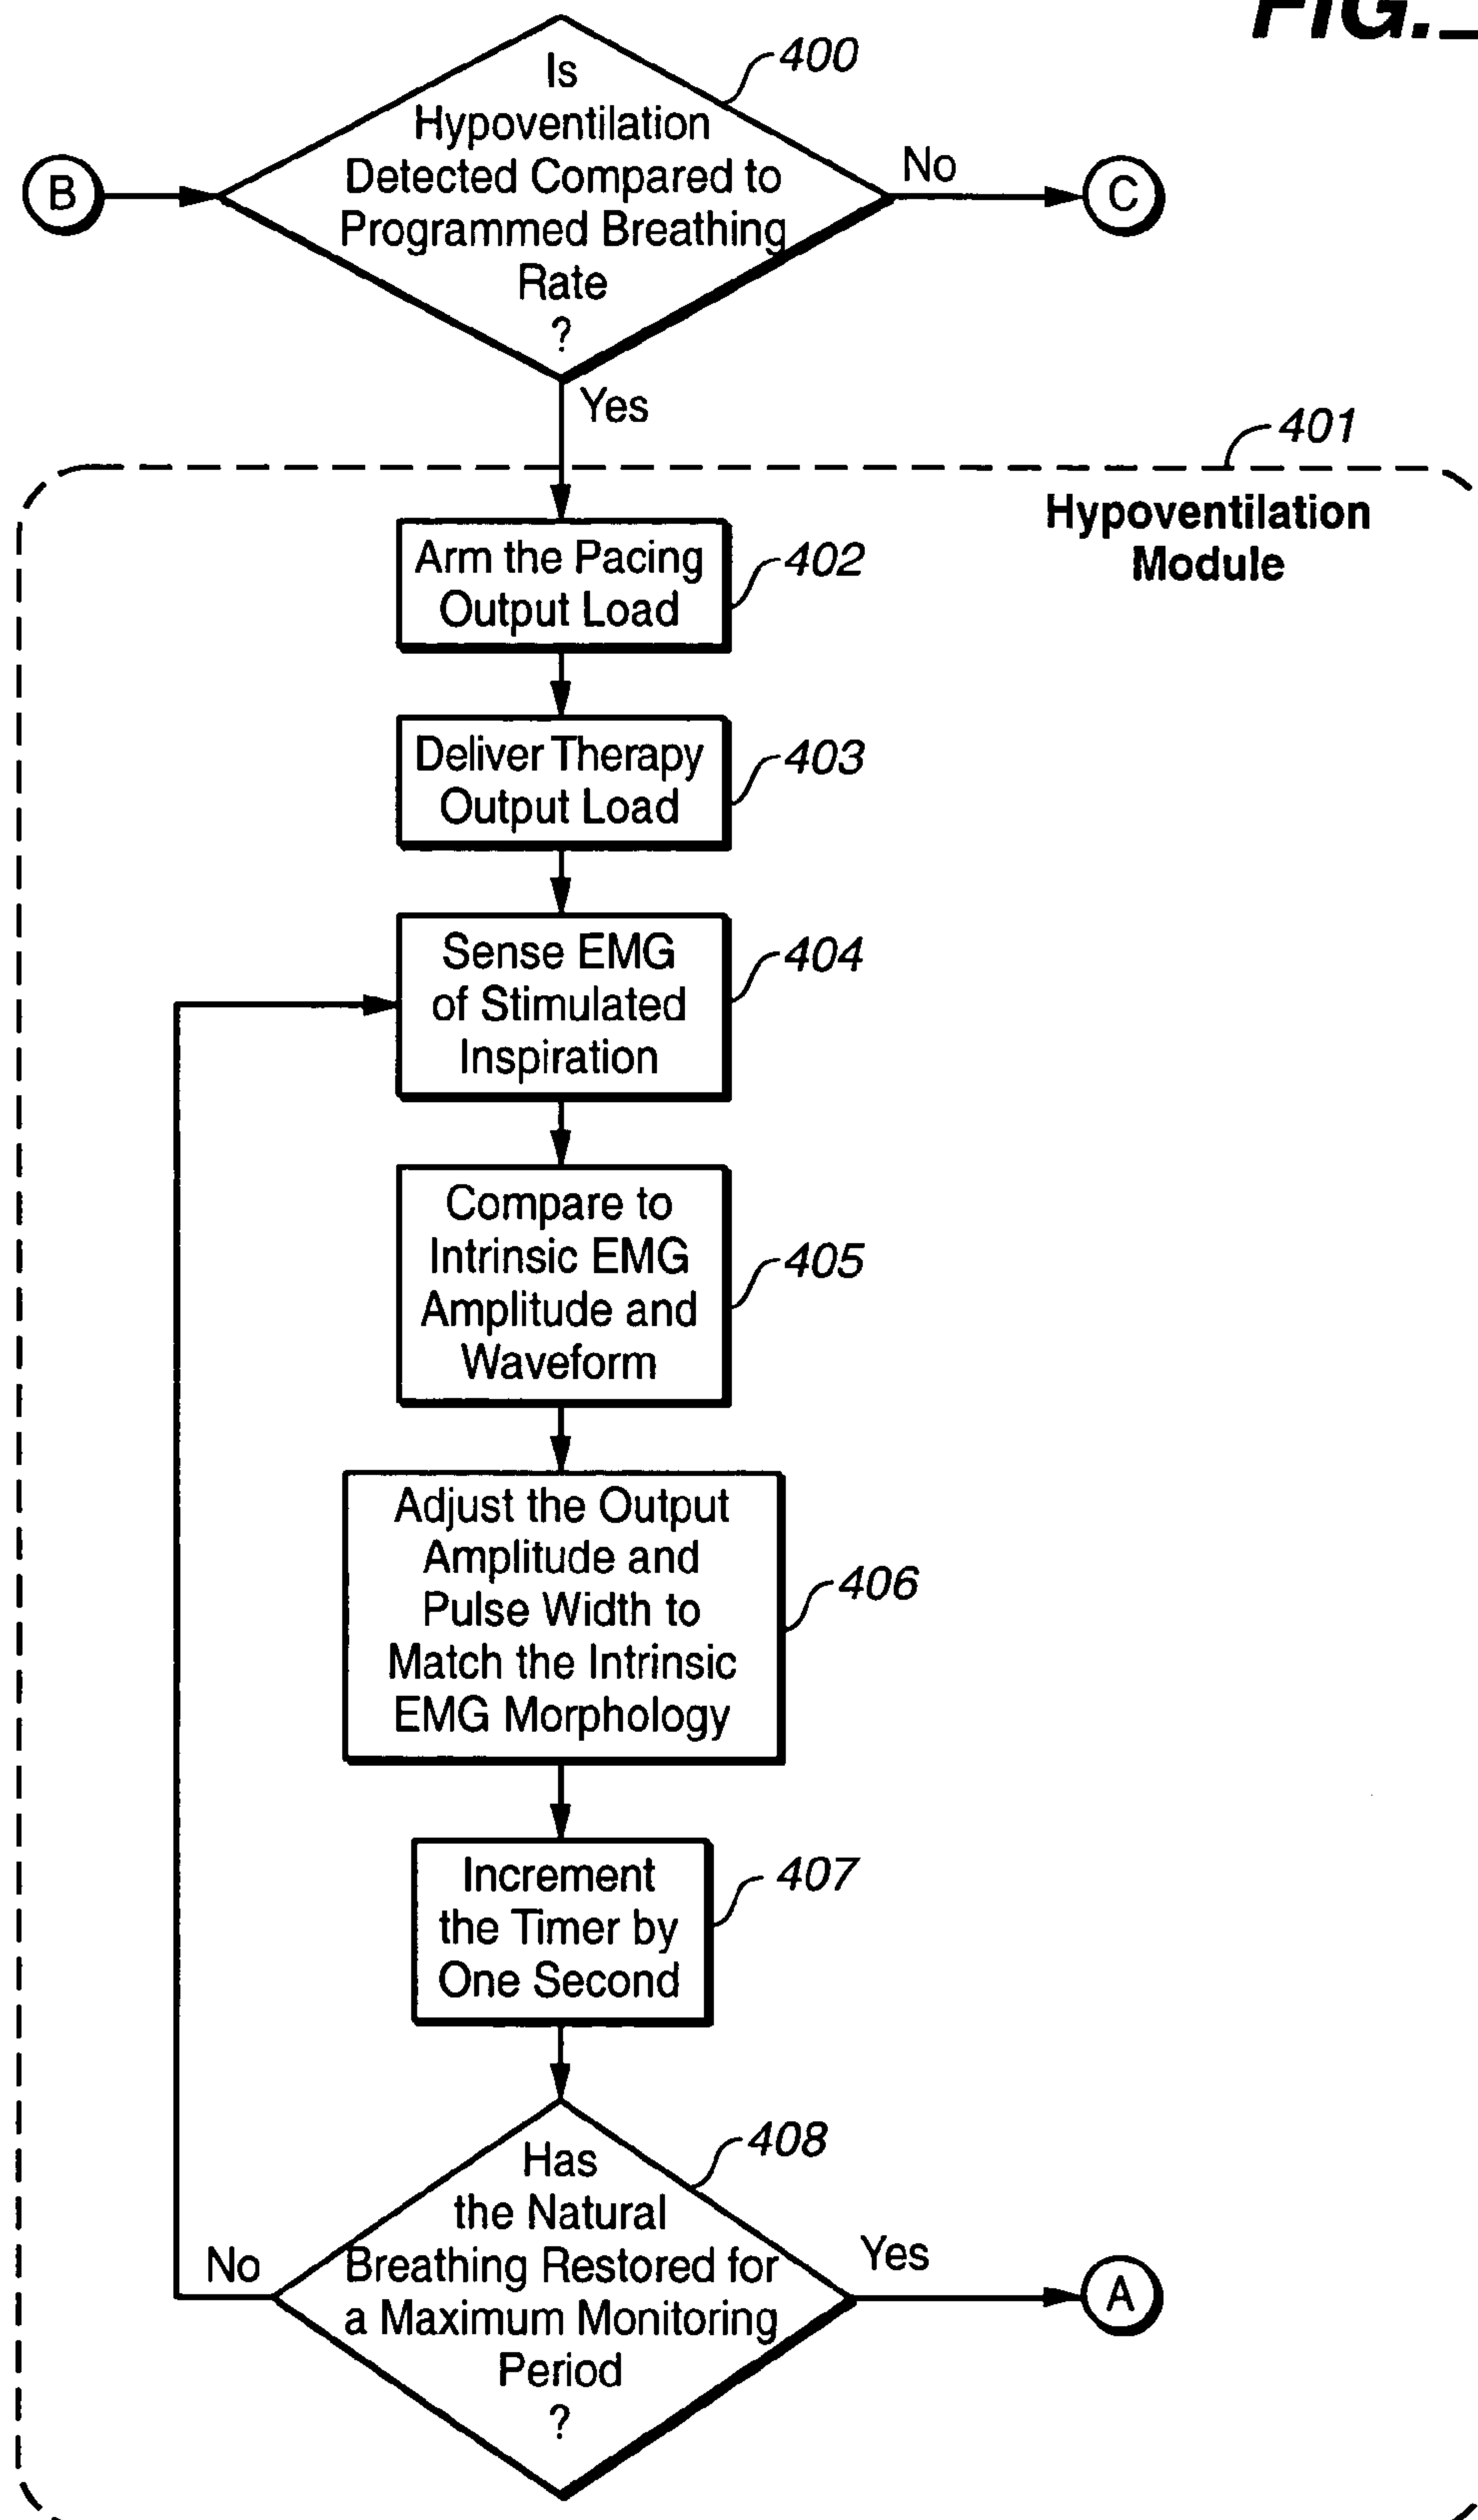 FIG._
400
Is
Hypoventilation
Detected Compared to
Programmed Breathing
Rate
?
B
No
C
Yes
401
Hypoventilation
Module
Arm the Pacing
Output Load
402
Deliver Therapy
Output Load
403
Sense EMG
of Stimulated
Inspiration
404
Compare to
Intrinsic EMG
Amplitude and
Waveform
405
Adjust the Output
Amplitude and
Pulse Width to
Match the Intrinsic
EMG Morphology
406
Increment
the Timer by
One Second
407
Has
the Natural
Breathing Restored for
a Maximum Monitoring
Period
?
408
No
Yes
A